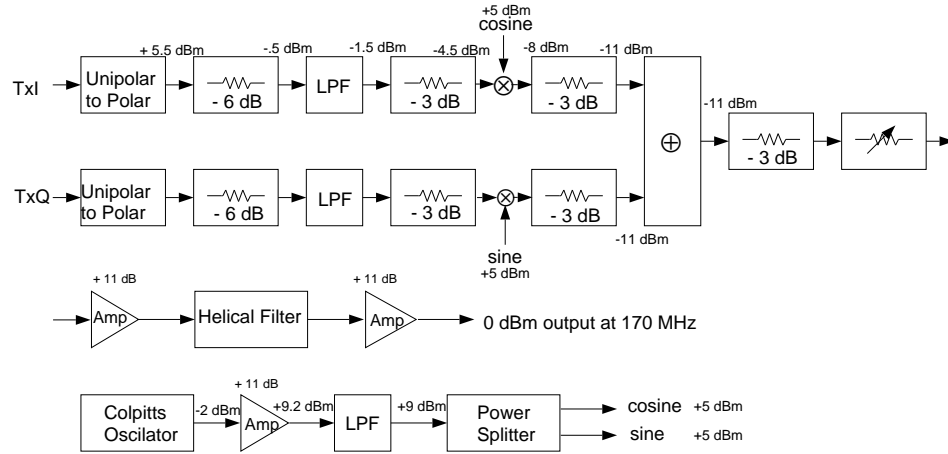 +5 dBm
cosine
+ 5.5 dBm
-.5 dBm
-1.5 dBm
-4.5 dBm
-8 dBm
-11 dBm
TxI
Unipolar
to Polar
- 6 dB
LPF
- 3 dB
- 3 dB
-11 dBm
- 3 dB
TxQ
Unipolar
to Polar
- 6 dB
LPF
- 3 dB
- 3 dB
-11 dBm
sine
+5 dBm
+ 11 dB
+ 11 dB
Amp
Helical Filter
Amp
0 dBm output at 170 MHz
+ 11 dB
Colpitts
Oscilator
-2 dBm
Amp
+9.2 dBm
LPF
+9 dBm
Power
Splitter
cosine +5 dBm
sine +5 dBm